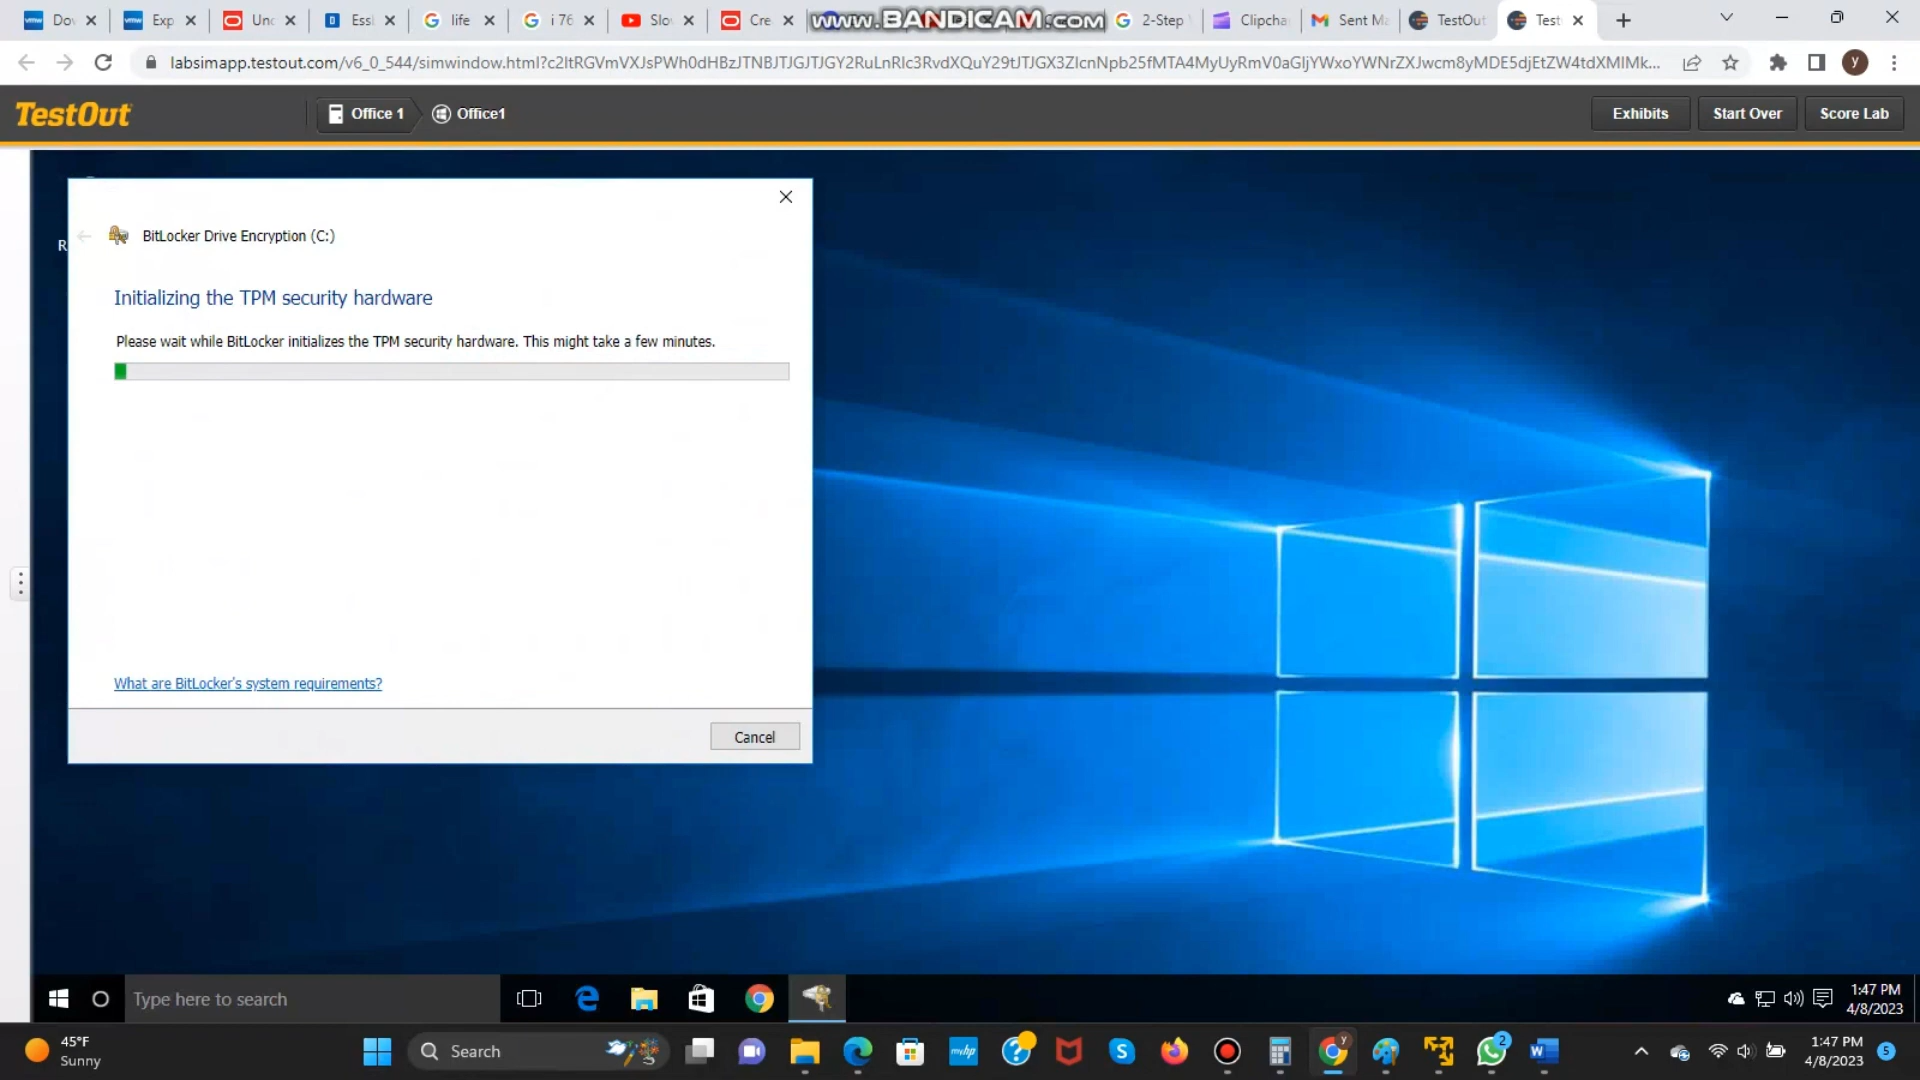 Dov
Exp
Unc
Essl
life
i 76
Slo
Cre
www.BANDICAM.com
2-Step
Clipcha
Sent Ma
TestOut
Test
labsimapp.testout.com/v6_0_544/simwindow.html?
y
TestOut
Office 1
Office1
Exhibits
Start Over
Score Lab
R
BitLocker Drive Encryption (C:)
Initializing the TPM security hardware
Please wait while BitLocker initializes the TPM security hardware. This might take a few minutes.
What are BitLocker's system requirements?
Cancel
Type here to search
1:47 PM
4/8/2023
45°F
Sunny
Search
1:47 PM
4/8/2023
5